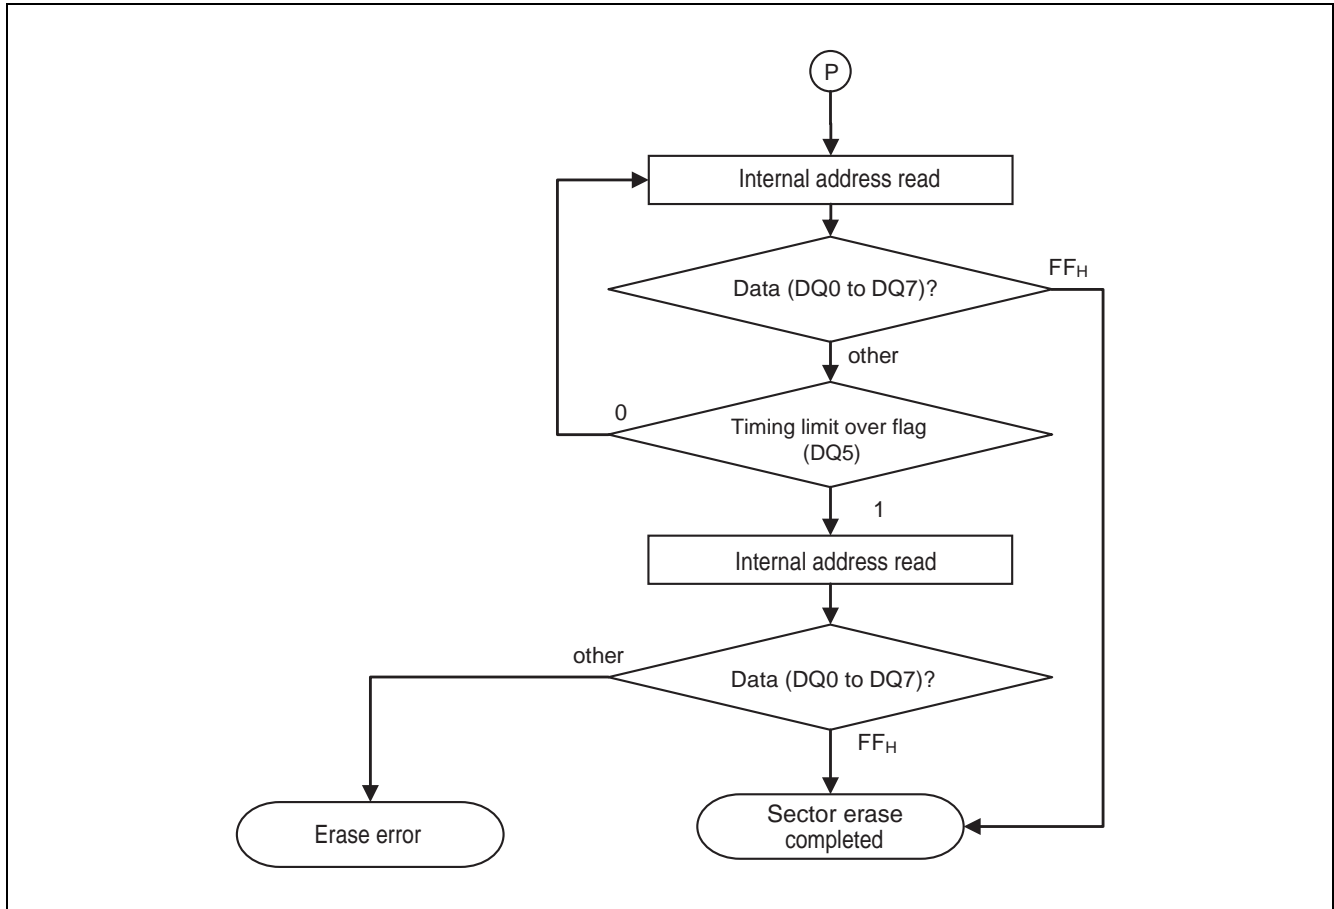 P
Internal address read
Data (DQ0 to DQ7)?
FFH
other
0
Timing limit over flag
(DQ5)
1
Internal address read
other
Data (DQ0 to DQ7)?
FFH
Erase error
Sector erase
completed